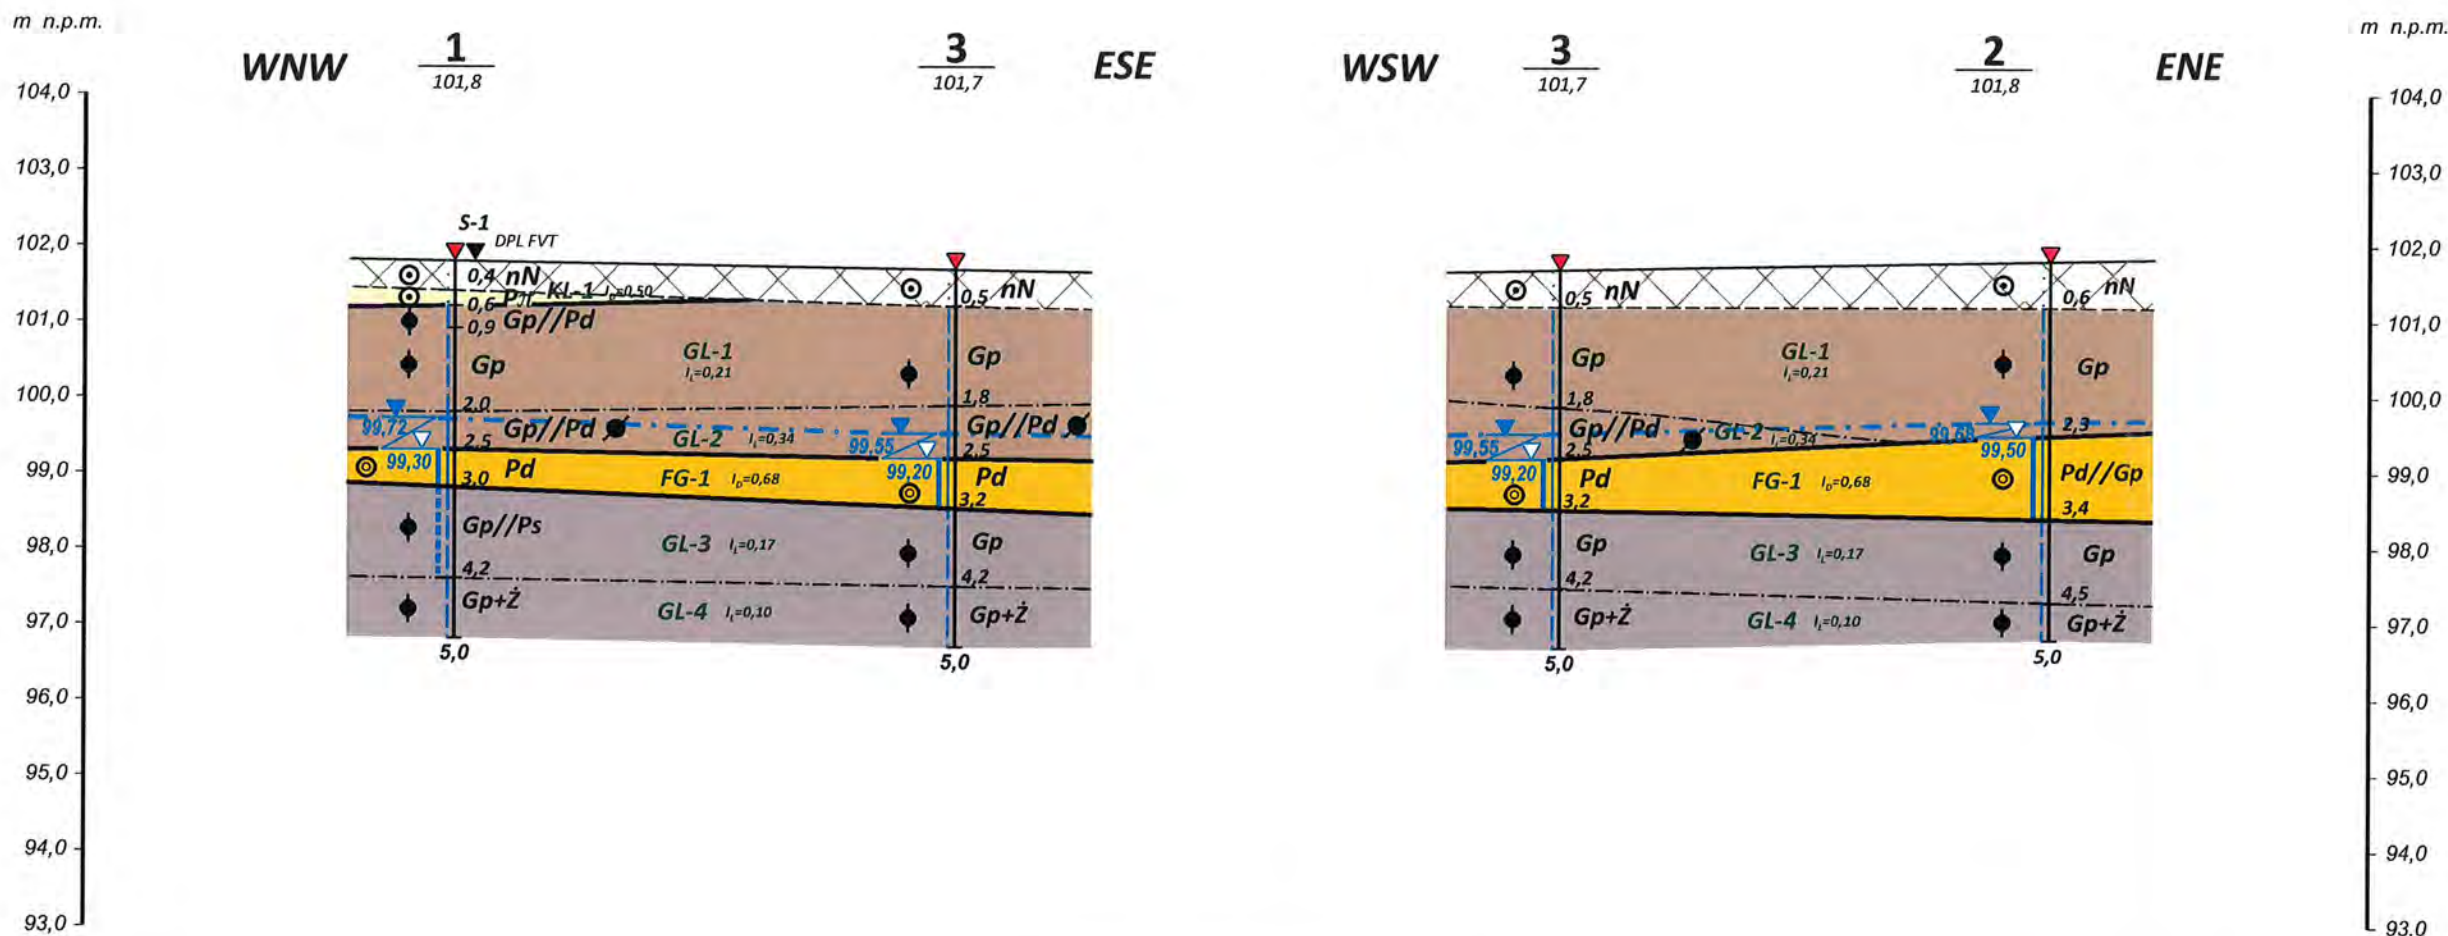 m n.p.m.
104,0
103,0
102,0
101,0
100,0
99,0
98,0
97,0
96,0
95,0
94,0
93,0
WNW
1
101,8
3
101,7
ESE
S-1
DPL FVT
0,4 nN
0,6 Pπ KL-1 I_D=0,50
0,9 Gp//Pd
Gp
GL-1
I_L=0,21
2,0
99,72
Gp//Pd
GL-2 I_L=0,34
2,5
99,30
Pd
FG-1 I_D=0,68
3,0
Gp//Ps
GL-3 I_L=0,17
4,2
Gp+Ż
GL-4 I_L=0,10
5,0
0,5 nN
Gp
1,8
Gp//Pd
99,55
2,5
99,20
Pd
3,2
Gp
4,2
Gp+Ż
5,0
WSW
3
101,7
2
101,8
ENE
0,5 nN
Gp
GL-1
I_L=0,21
1,8
Gp//Pd
GL-2 I_L=0,34
99,55
2,5
99,20
Pd
FG-1 I_D=0,68
3,2
Gp
GL-3 I_L=0,17
4,2
Gp+Ż
GL-4 I_L=0,10
5,0
0,6 nN
Gp
2,3
99,68
99,50
Pd//Gp
3,4
Gp
4,5
Gp+Ż
5,0
m n.p.m.
104,0
103,0
102,0
101,0
100,0
99,0
98,0
97,0
96,0
95,0
94,0
93,0